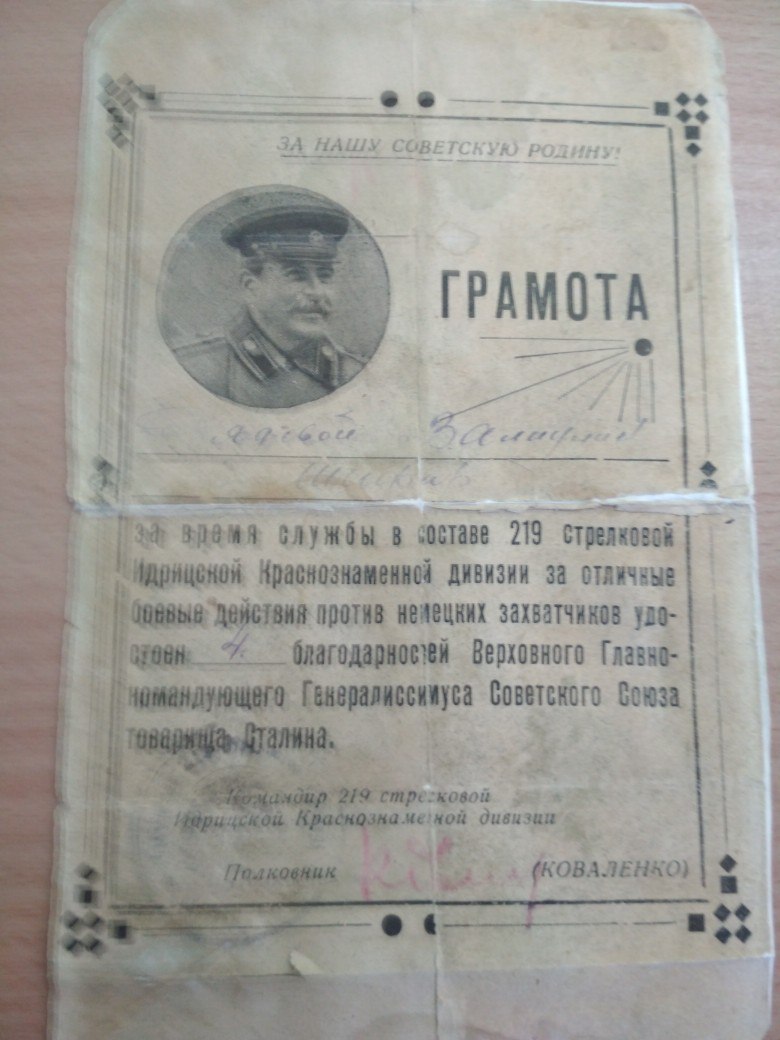 ЗА НАШУ СОВЕТСКУЮ РОДИНУ!
ГРАМОТА
за время службы в составе 219 стрелковой
Идрицской Краснознаменной дивизии за отличные
боевые действия против немецких захватчиков удо-
стоен 4. благодарностей Верховного Главно-
командующего Генералиссимуса Советского Союза
товарища Сталина.
Командир 219 стрелковой
Идрицской Краснознаменной дивизии
Полковник (КОВАЛЕНКО)